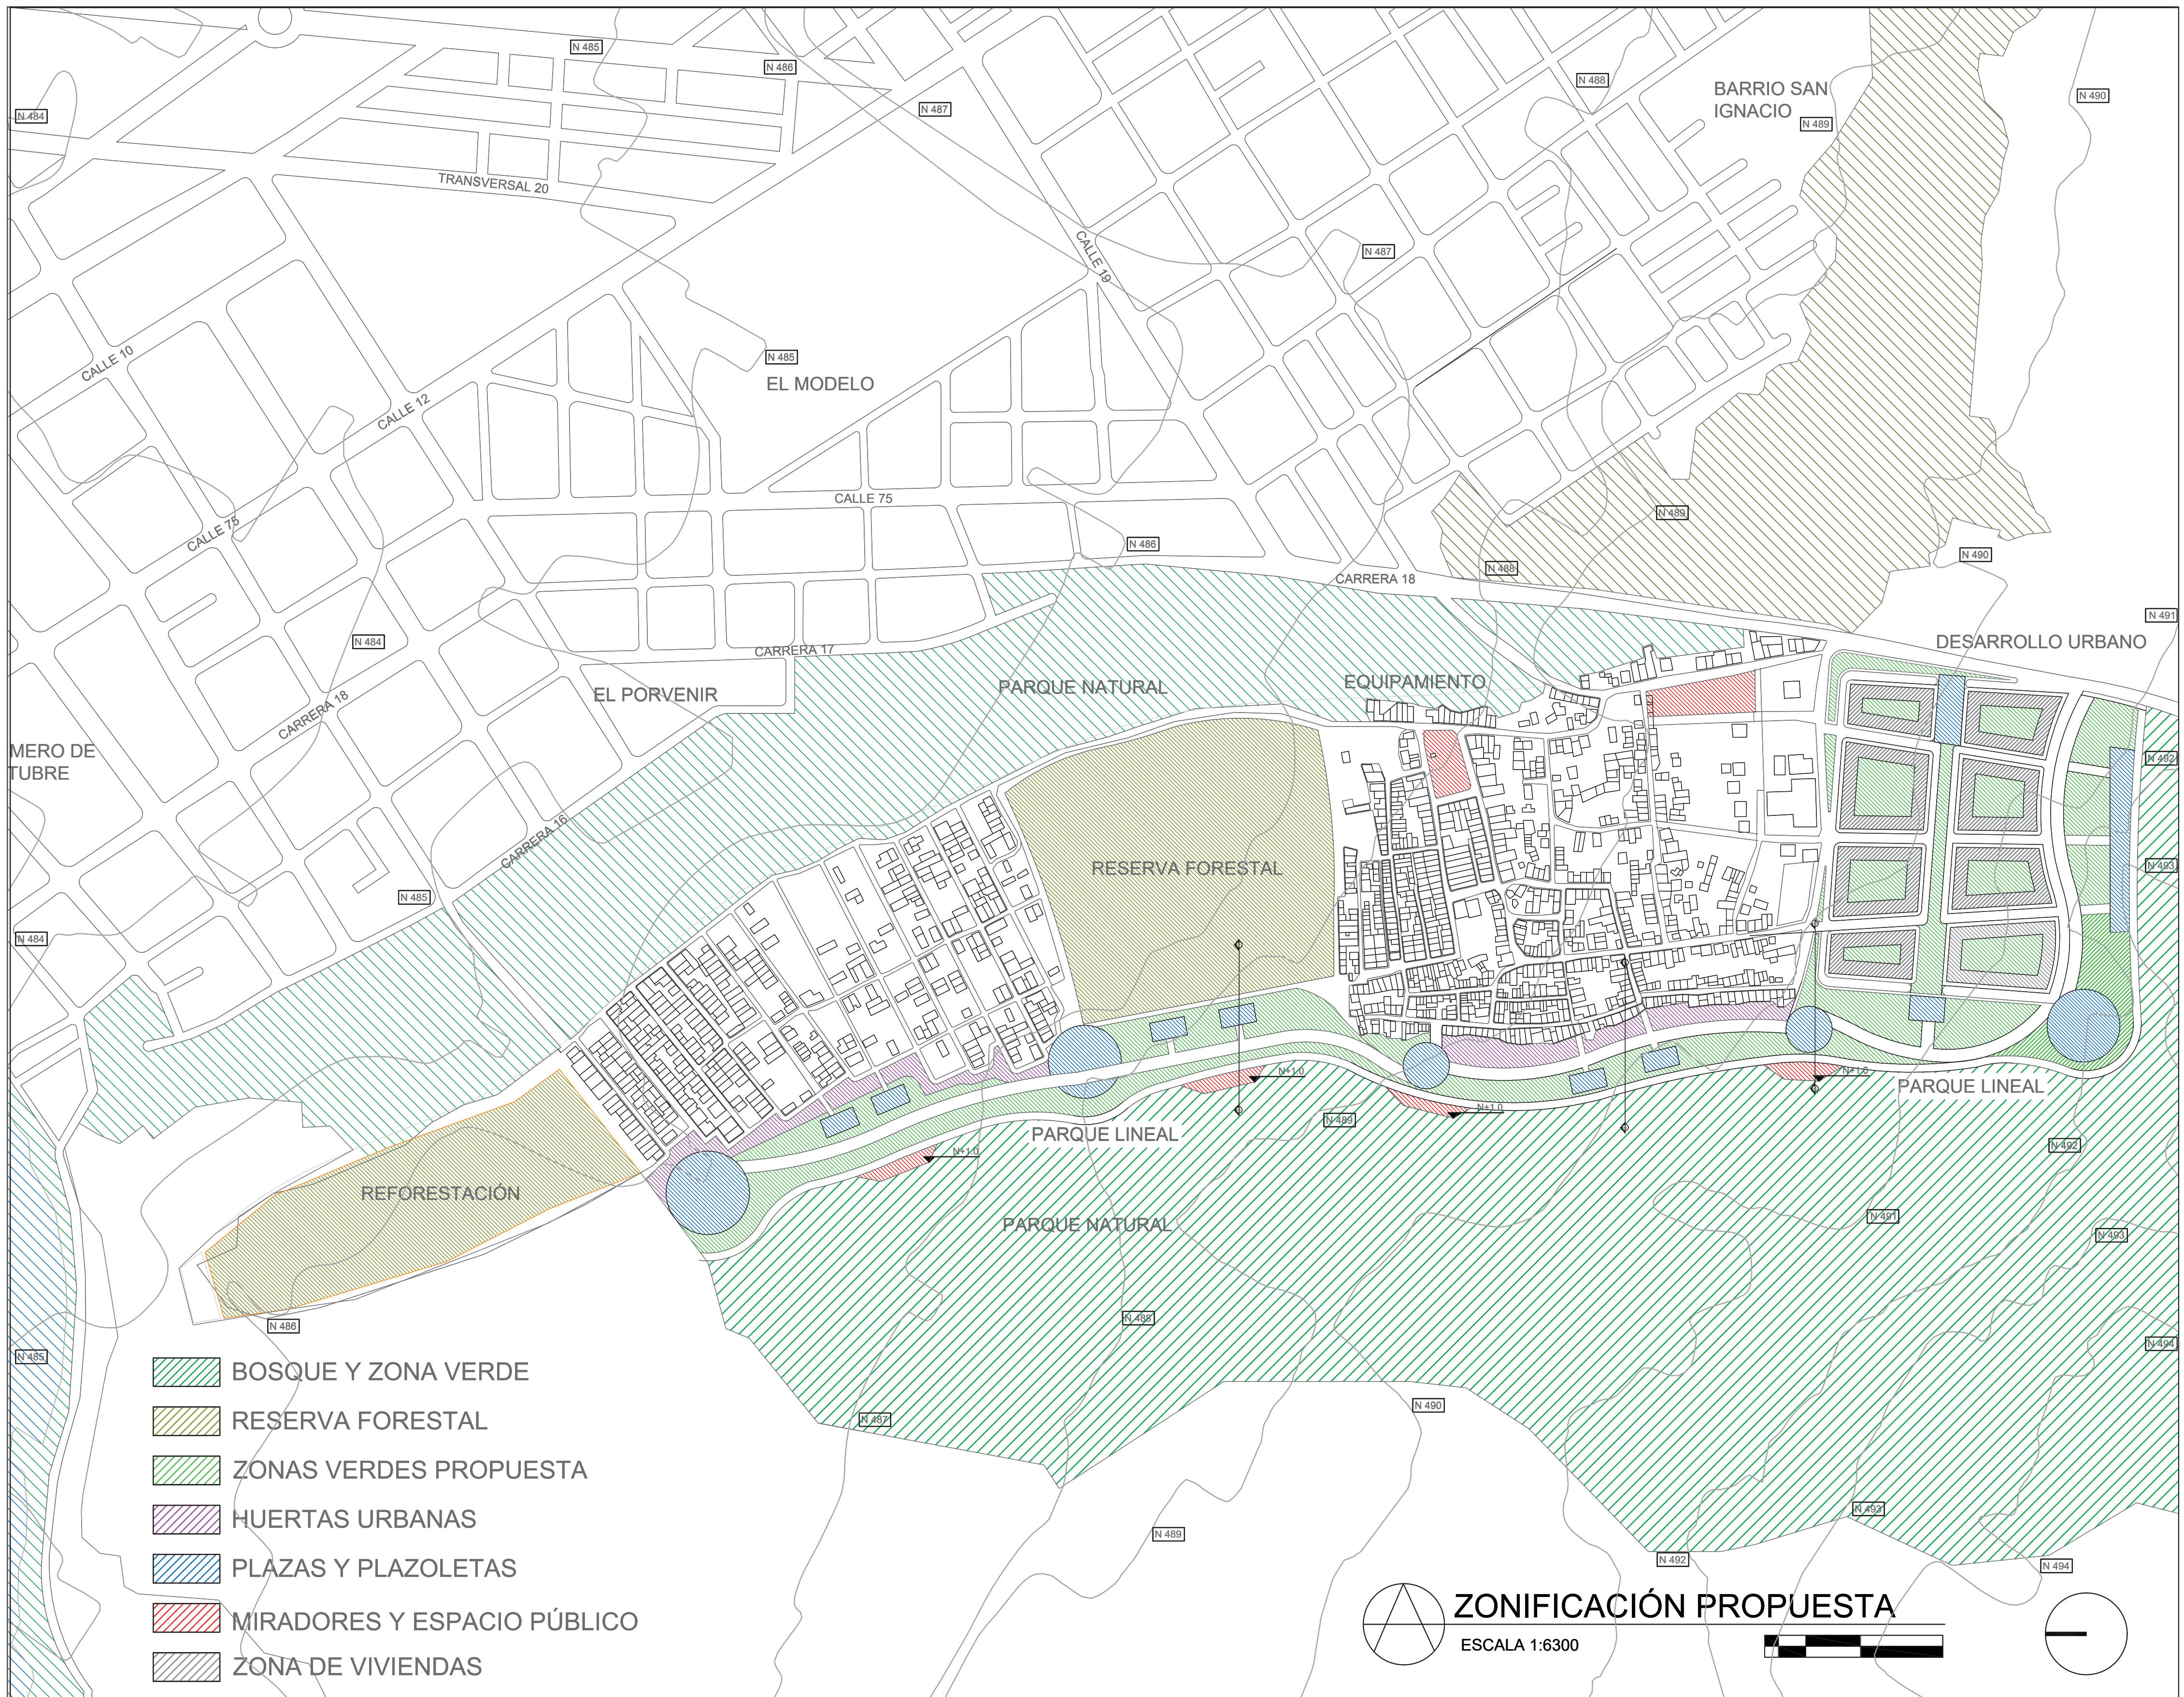 N 485
N 486
N 488
BARRIO SAN
IGNACIO
N 490
N 484
N 487
N 489
TRANSVERSAL 20
CALLE 19
N 487
CALLE 10
N 485
EL MODELO
CALLE 12
CALLE 75
CALLE 75
N 489
N 486
N 490
N 488
CARRERA 18
N 491
N 484
DESARROLLO URBANO
CARRERA 17
EL PORVENIR
PARQUE NATURAL
EQUIPAMIENTO
CARRERA 18
MERO DE
TUBRE
N 492
CARRERA 16
RESERVA FORESTAL
N 493
N 485
N 484
N+1.0
N+1.0
PARQUE LINEAL
N+1.0
N 489
PARQUE LINEAL
N 492
N+1.0
REFORESTACIÓN
PARQUE NATURAL
N 491
N 493
N 488
N 486
N 494
N 485
BOSQUE Y ZONA VERDE
N 490
N 487
RESERVA FORESTAL
ZONAS VERDES PROPUESTA
N 493
HUERTAS URBANAS
N 489
N 492
N 494
PLAZAS Y PLAZOLETAS
ZONIFICACIÓN PROPUESTA
MIRADORES Y ESPACIO PÚBLICO
ESCALA 1:6300
ZONA DE VIVIENDAS